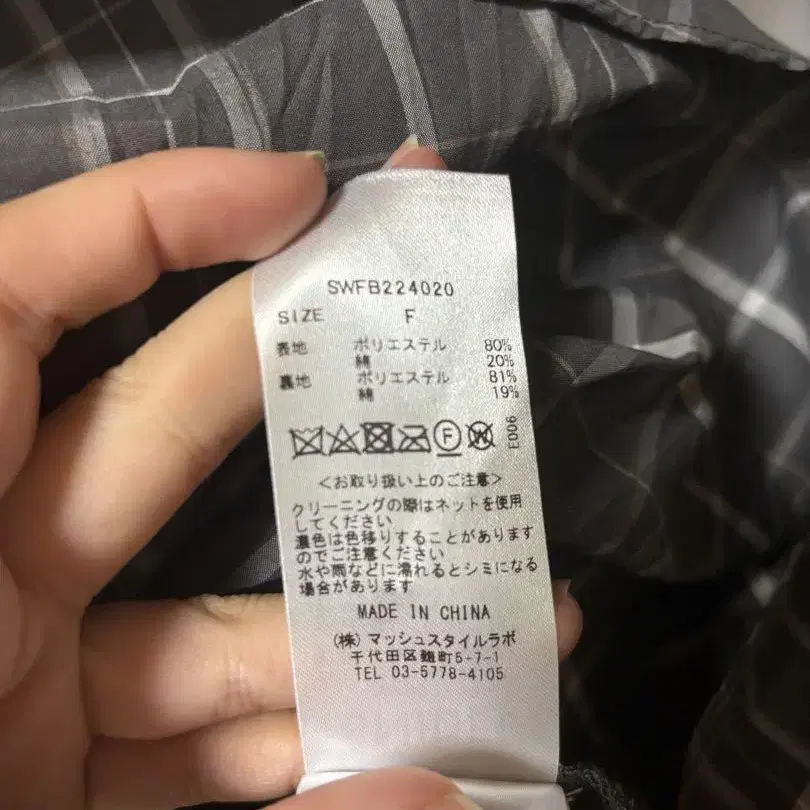 SWFB224020
SIZE F
表地 ポリエステル 80%
綿 20%
裏地 ポリエステル 81%
綿 19%
F W E006
<お取り扱い上のご注意>
クリーニングの際はネットを使用
してください
濃色は色移りすることがあります
のでご注意ください
水や雨などに濡れるとシミになる
場合があります
MADE IN CHINA
(株)マッシュスタイルラボ
千代田区麹町5-7-1
TEL 03-5778-4105